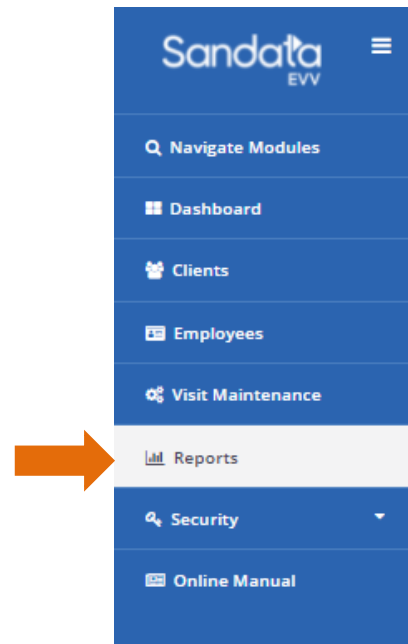 Sandata
EVV
Navigate Modules
Dashboard
Clients
Employees
Visit Maintenance
Reports
Security
Online Manual